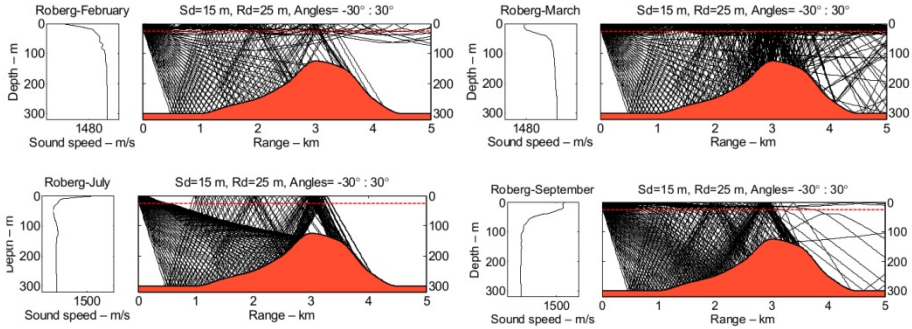 Roberg-February
Sd=15 m, Rd=25 m, Angles= -30° : 30°
Depth – m
0
100
200
300
1480
Sound speed – m/s
0
100
200
300
0 1 2 3 4 5
Range – km
Roberg-March
Sd=15 m, Rd=25 m, Angles= -30° : 30°
Depth – m
0
100
200
300
1480
Sound speed – m/s
0
100
200
300
0 1 2 3 4 5
Range – km
Roberg-July
Sd=15 m, Rd=25 m, Angles= -30° : 30°
Depth – m
0
100
200
300
1500
Sound speed – m/s
0
100
200
300
0 1 2 3 4 5
Range – km
Roberg-September
Sd=15 m, Rd=25 m, Angles= -30° : 30°
Depth – m
0
100
200
300
1500
Sound speed – m/s
0
100
200
300
0 1 2 3 4 5
Range – km